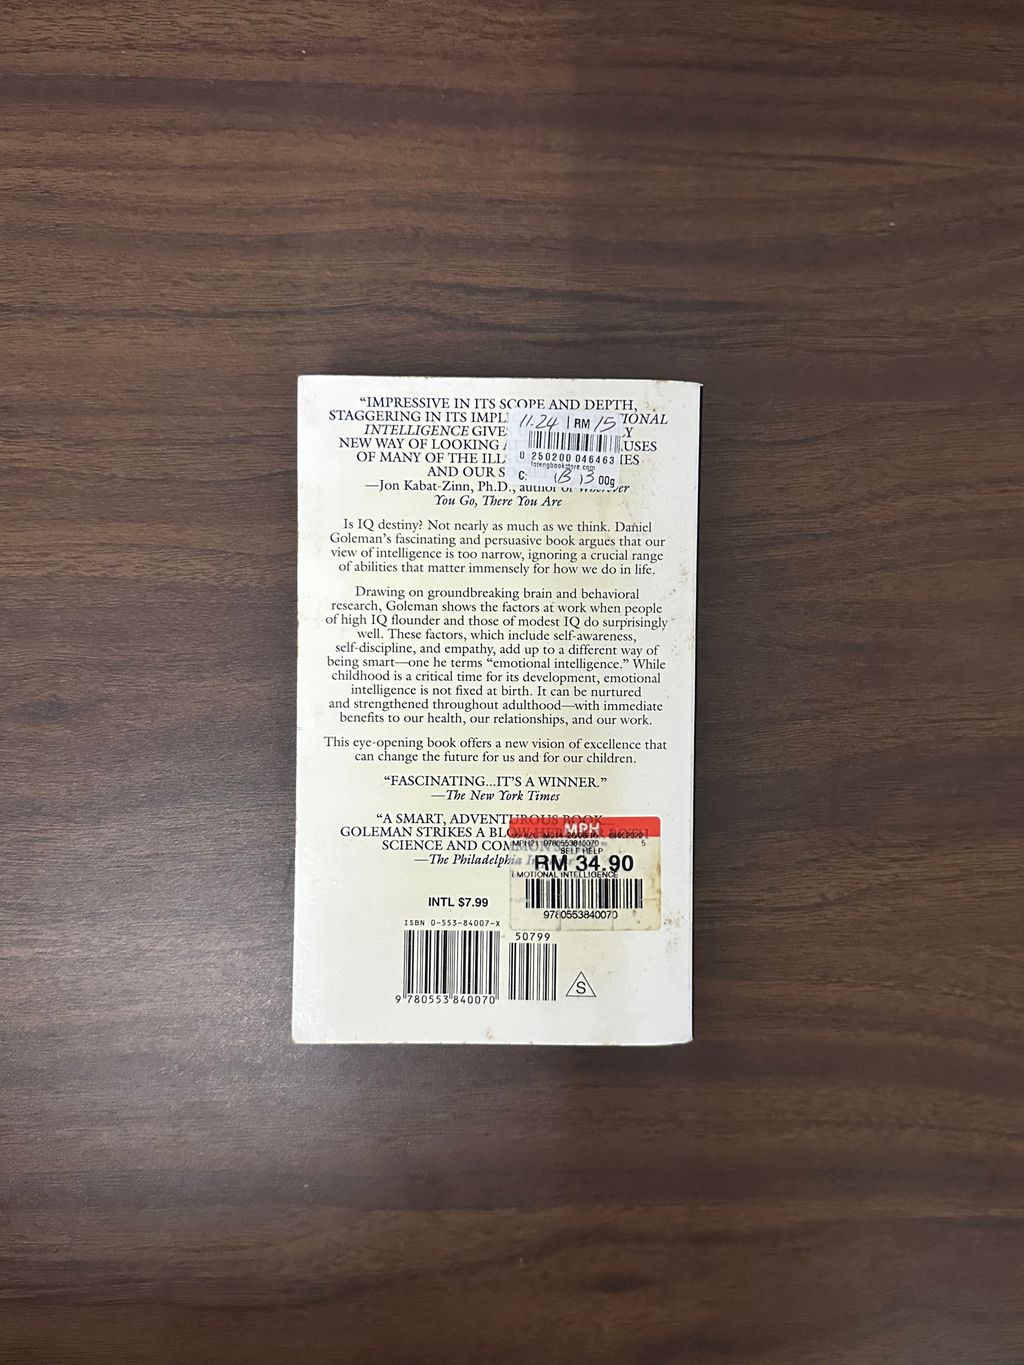 “IMPRESSIVE IN ITS SCOPE AND DEPTH,
STAGGERING IN ITS IMPL TIONAL
INTELLIGENCE GIVE Y
NEW WAY OF LOOKING A USES
OF MANY OF THE ILL IES
AND OUR S
—Jon Kabat-Zinn, Ph.D., author of Wherever
You Go, There You Are
11.24 | RM 15
0 250200 046463
C: 13 13 00g
Is IQ destiny? Not nearly as much as we think. Daniel
Goleman’s fascinating and persuasive book argues that our
view of intelligence is too narrow, ignoring a crucial range
of abilities that matter immensely for how we do in life.
Drawing on groundbreaking brain and behavioral
research, Goleman shows the factors at work when people
of high IQ flounder and those of modest IQ do surprisingly
well. These factors, which include self-awareness,
self-discipline, and empathy, add up to a different way of
being smart—one he terms “emotional intelligence.” While
childhood is a critical time for its development, emotional
intelligence is not fixed at birth. It can be nurtured
and strengthened throughout adulthood—with immediate
benefits to our health, our relationships, and our work.
This eye-opening book offers a new vision of excellence that
can change the future for us and for our children.
“FASCINATING...IT’S A WINNER.”
—The New York Times
“A SMART, ADVENTUROUS BOOK...
GOLEMAN STRIKES A BLOW
SCIENCE AND COM
—The Philadelphia
MPH
MPH21 9780553840070 5
SELF HELP
RM 34.90
EMOTIONAL INTELLIGENCE
9780553840070
INTL $7.99
ISBN 0-553-84007-X
50799
9 780553 840070
S